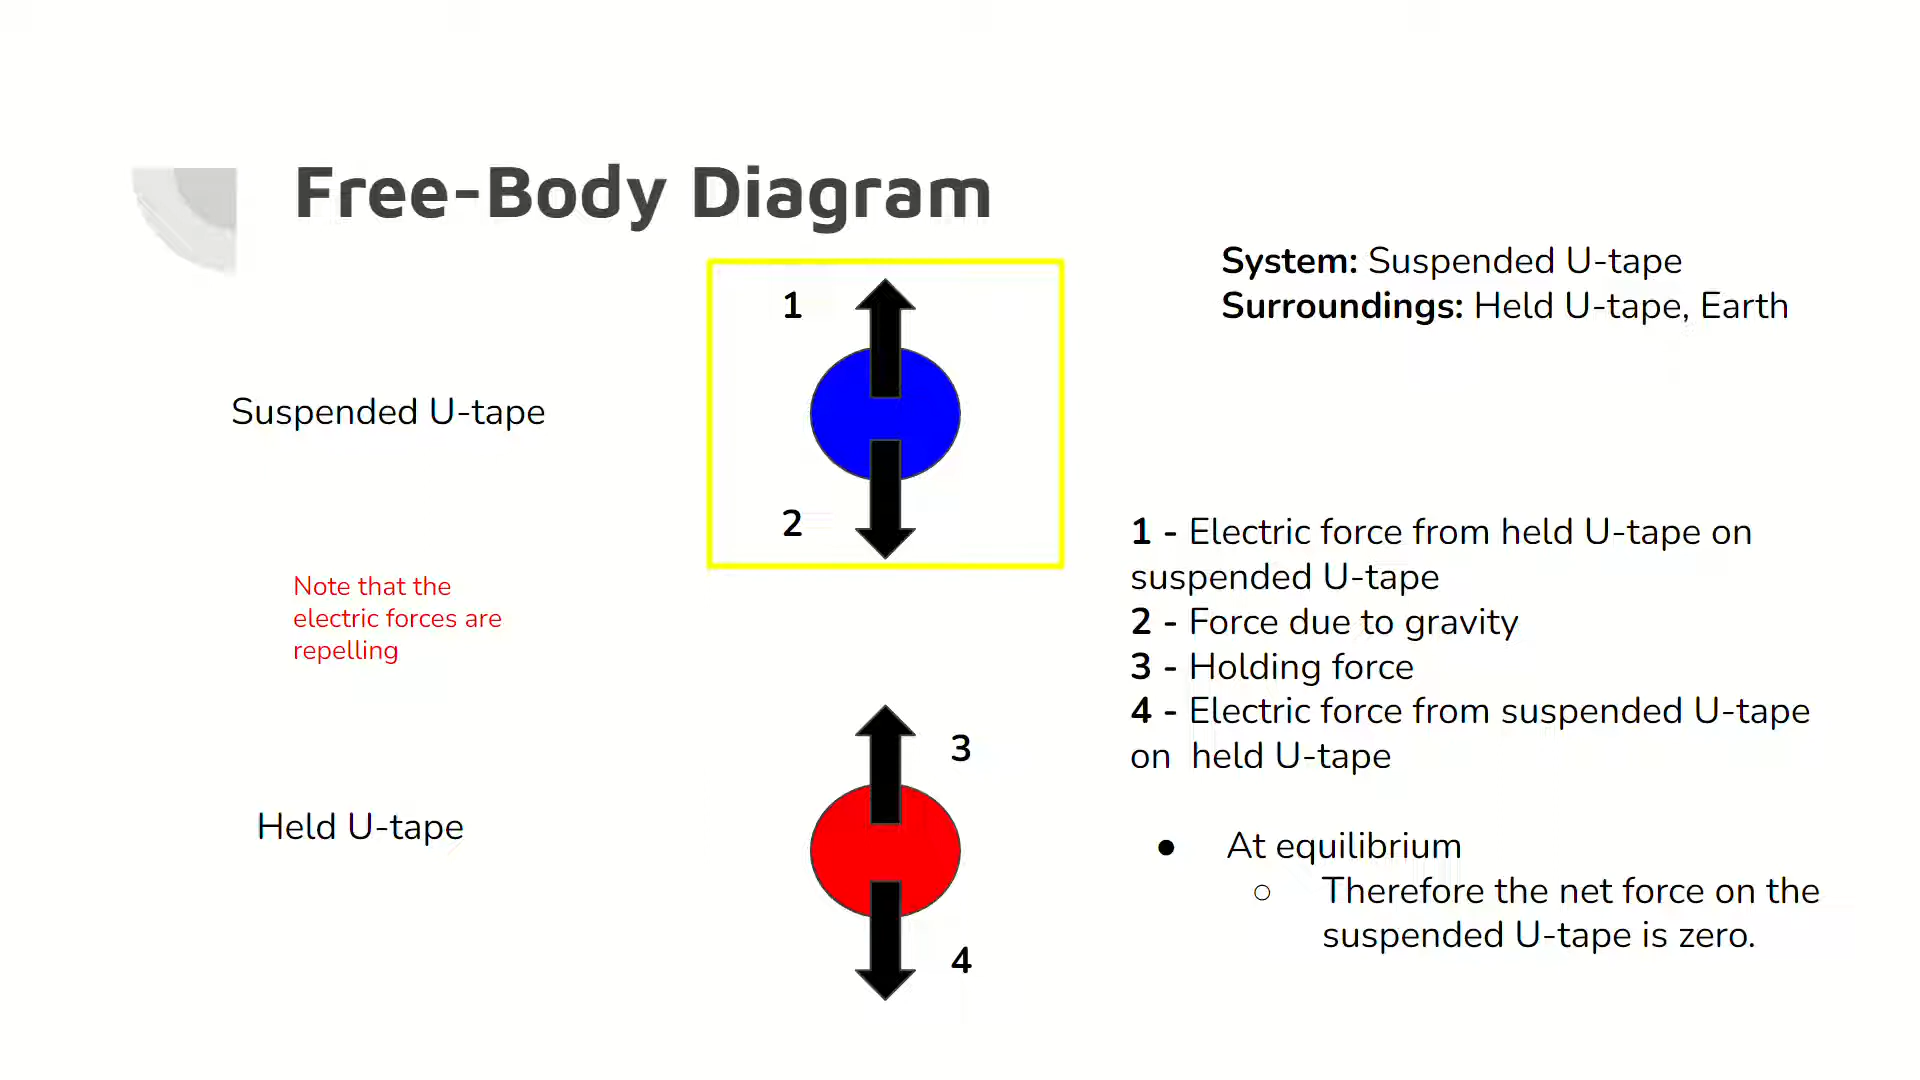 Free-Body Diagram
System: Suspended U-tape
Surroundings: Held U-tape, Earth
1
Suspended U-tape
2
1 - Electric force from held U-tape on
suspended U-tape
2 - Force due to gravity
3 - Holding force
4 - Electric force from suspended U-tape
on held U-tape
Note that the
electric forces are
repelling
3
Held U-tape
4
● At equilibrium
○ Therefore the net force on the
suspended U-tape is zero.